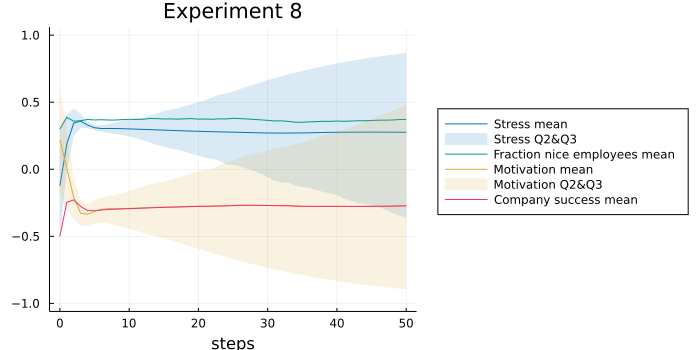 Experiment 8
1.0
0.5
0.0
−0.5
−1.0
0 10 20 30 40 50
steps
Stress mean
Stress Q2&Q3
Fraction nice employees mean
Motivation mean
Motivation Q2&Q3
Company success mean